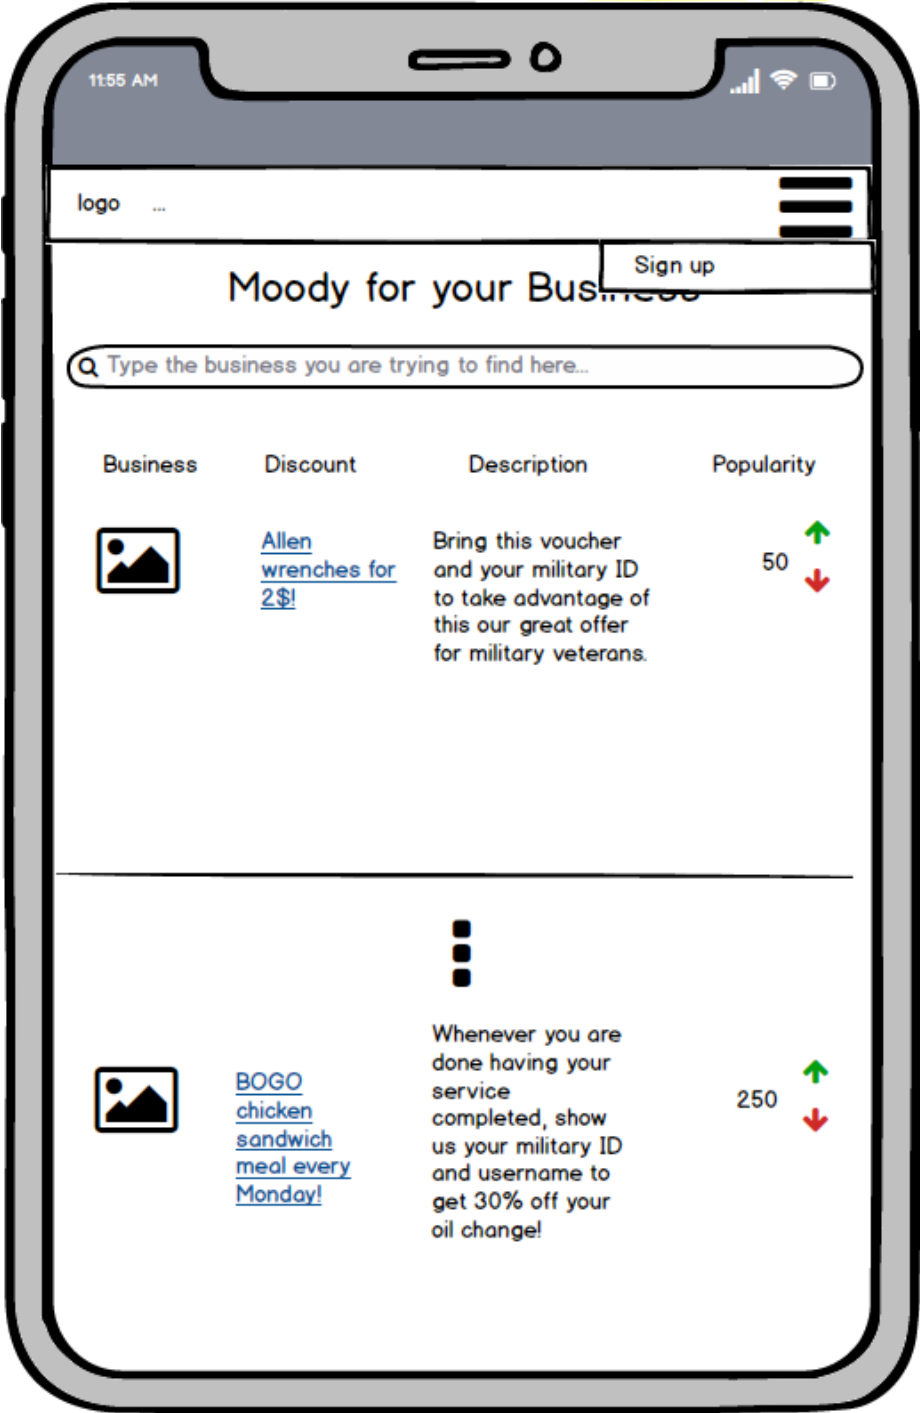 11:55 AM
logo ...
Sign up
Moody for your Business
Type the business you are trying to find here...
Business Discount Description Popularity
Allen
wrenches for
2$!
Bring this voucher
and your military ID
to take advantage of
this our great offer
for military veterans.
50
BOGO
chicken
sandwich
meal every
Monday!
Whenever you are
done having your
service
completed, show
us your military ID
and username to
get 30% off your
oil change!
250